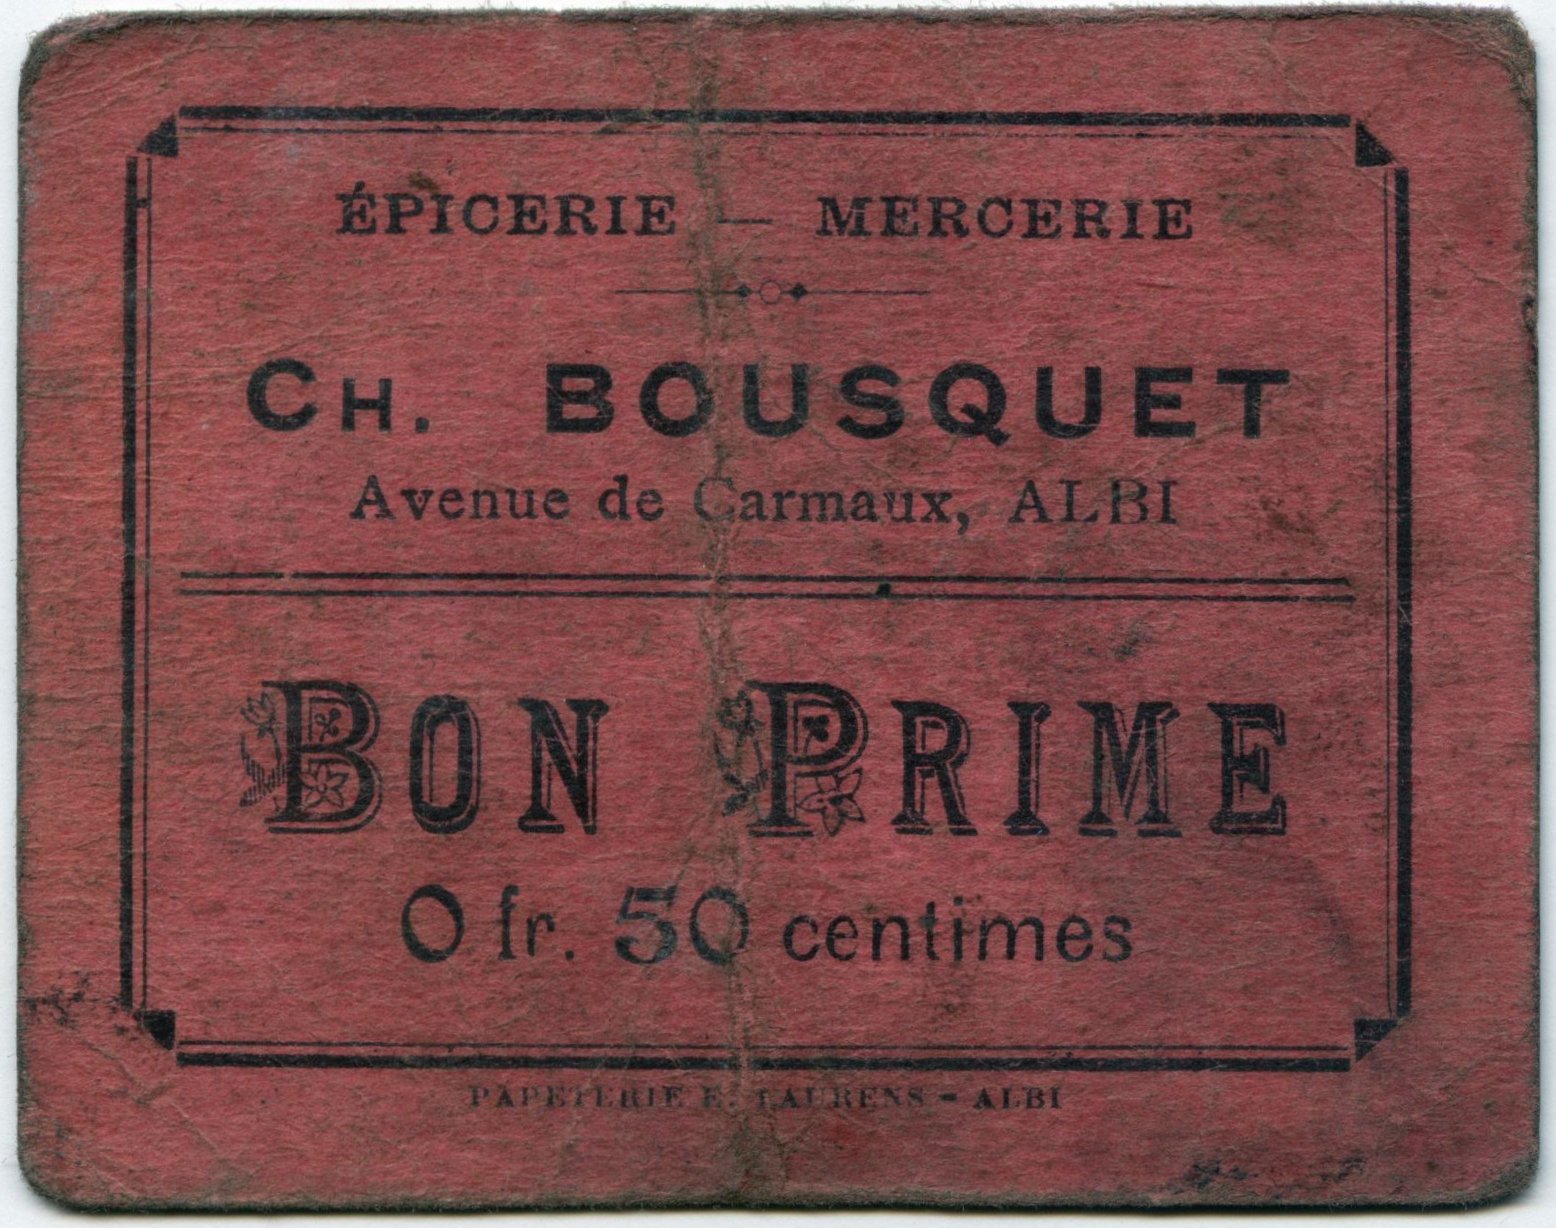 ÉPICERIE — MERCERIE
CH. BOUSQUET
Avenue de Carmaux, ALBI
BON PRIME
0 fr. 50 centimes
PAPETERIE E. LAURENS - ALBI